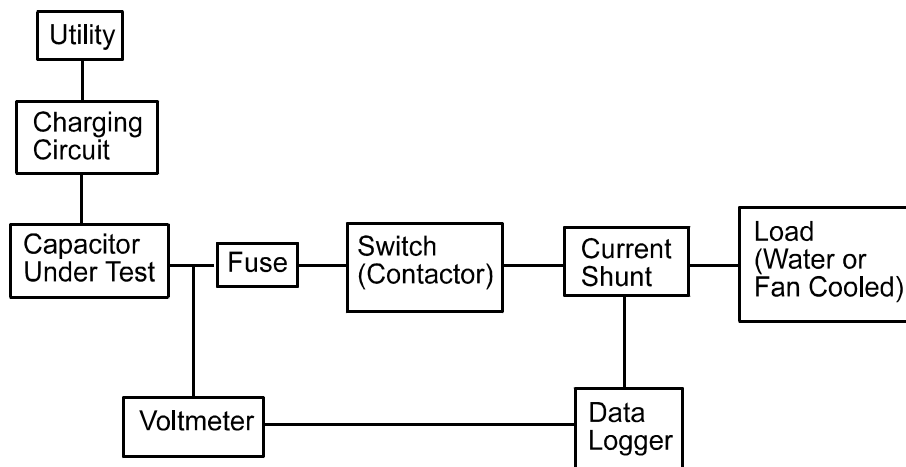 Utility
Charging
Circuit
Capacitor
Under Test
Fuse
Switch
(Contactor)
Current
Shunt
Load
(Water or
Fan Cooled)
Voltmeter
Data
Logger